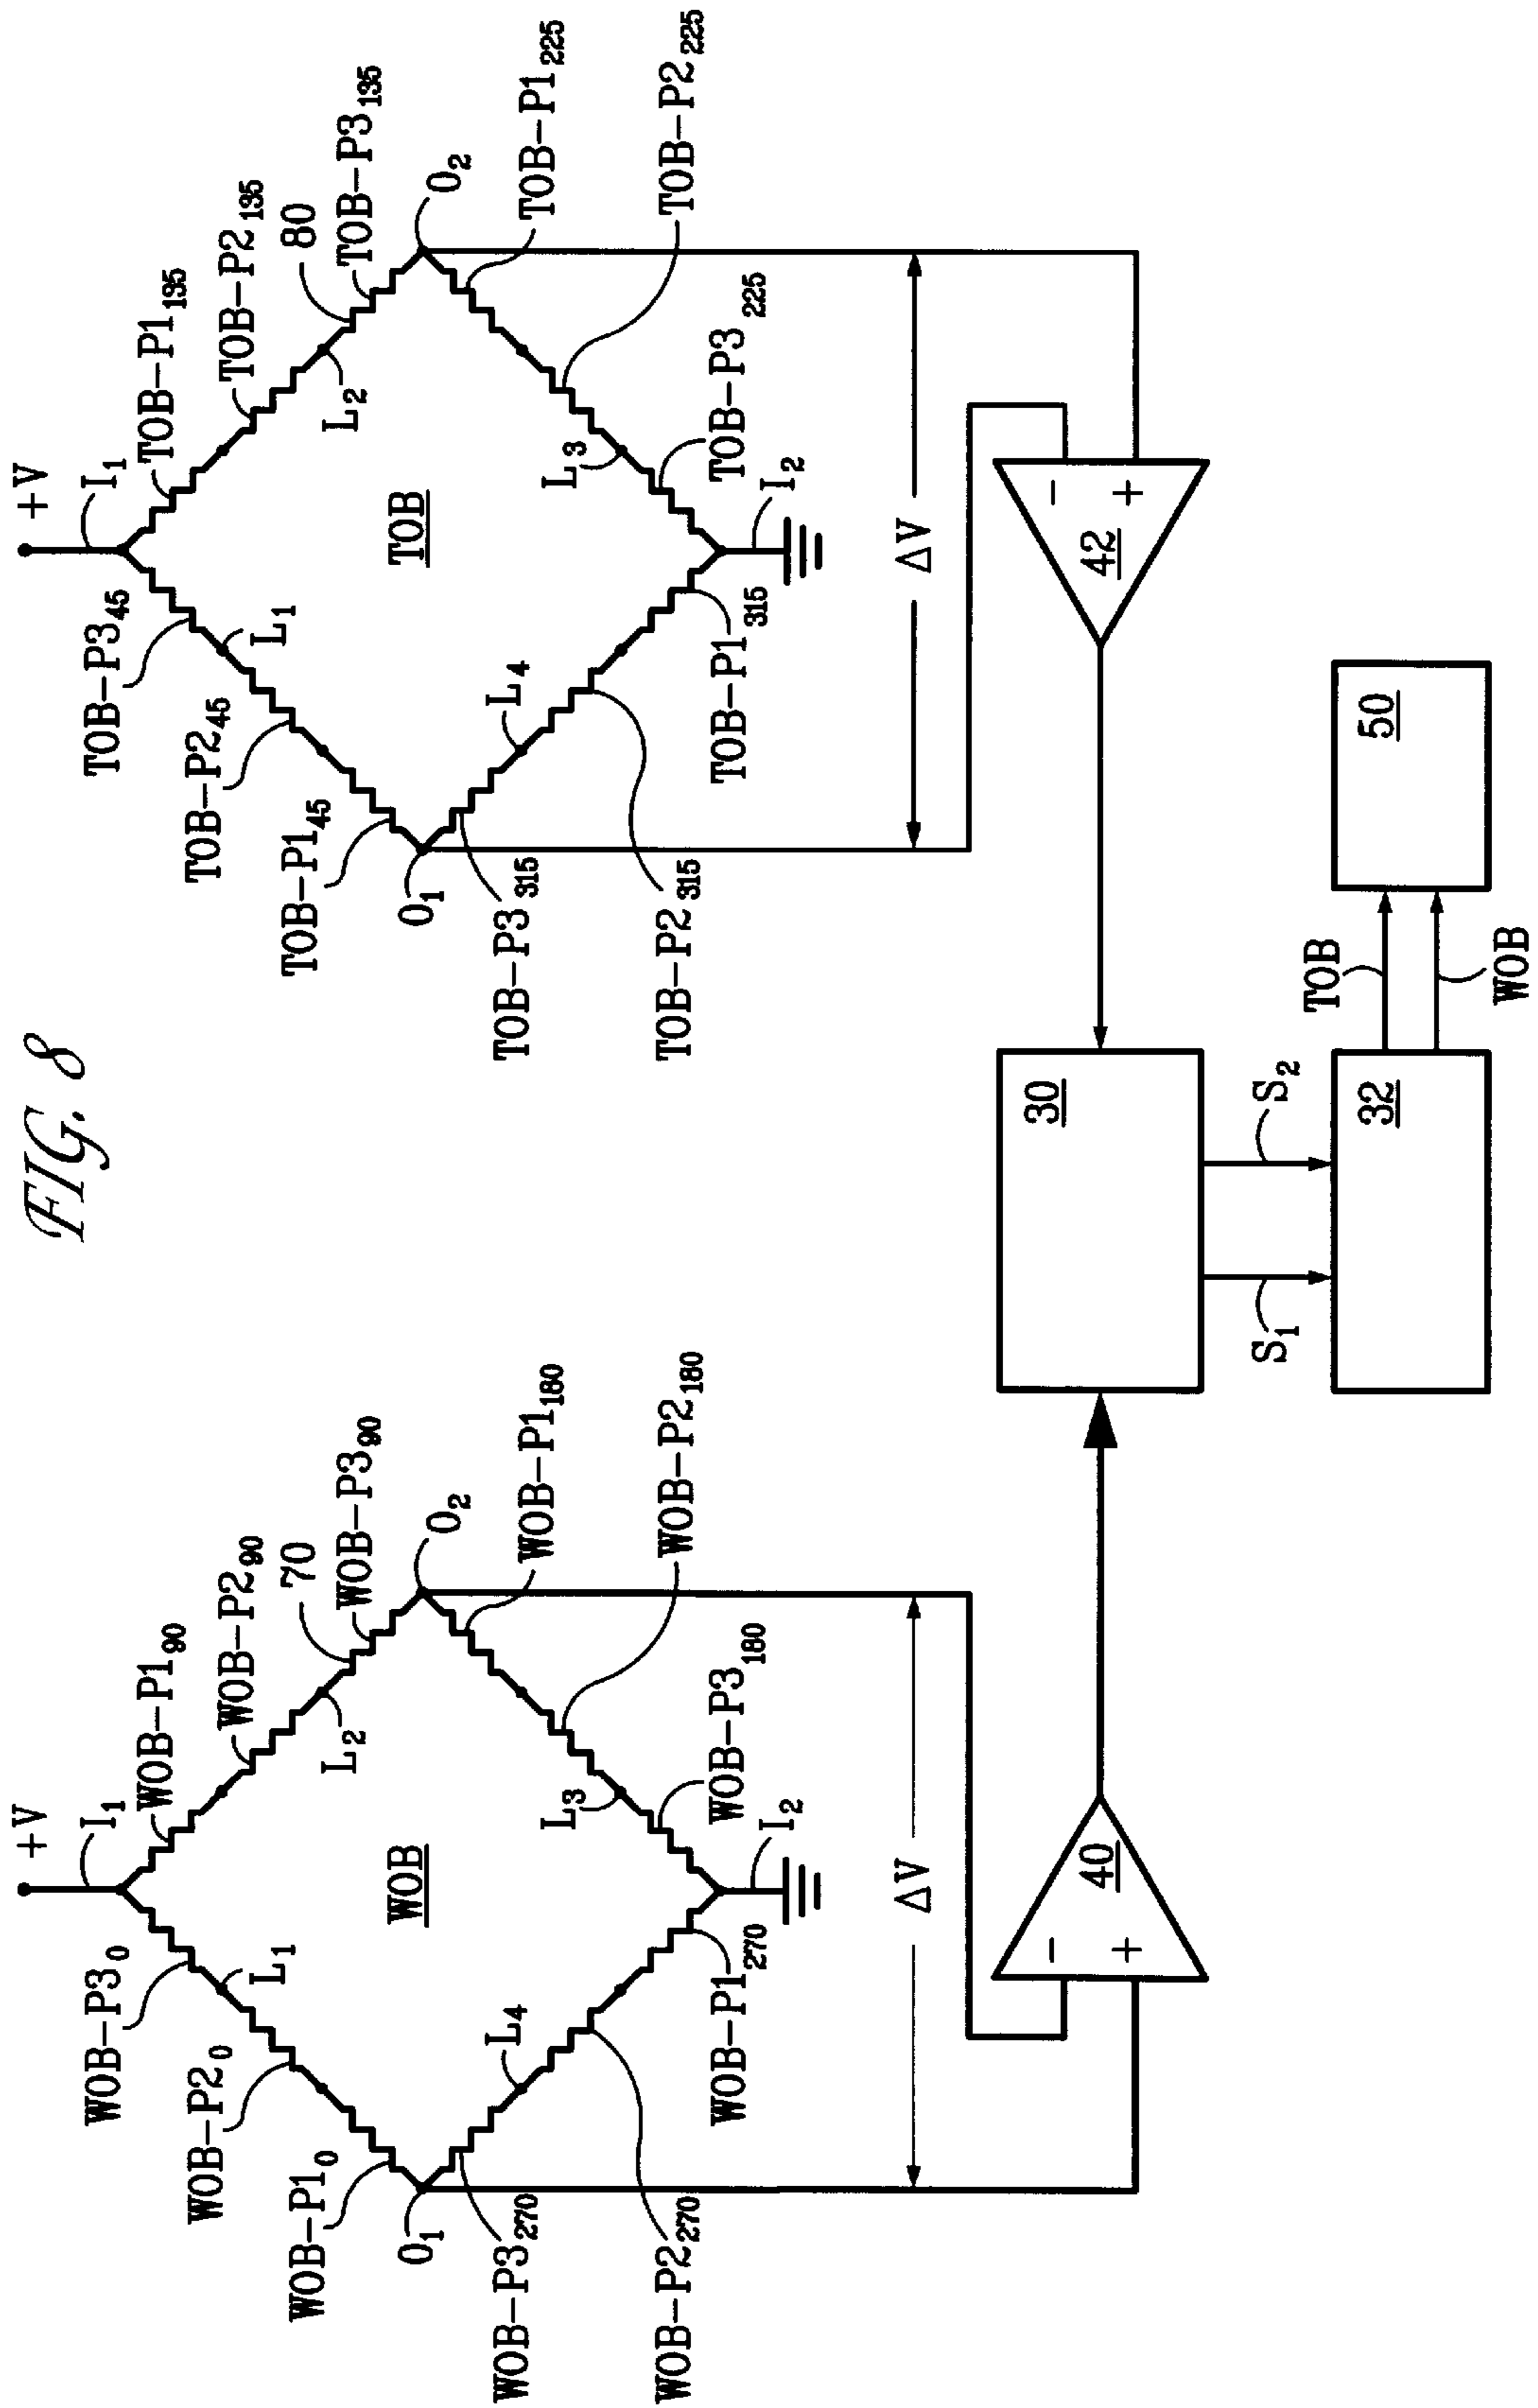 FIG. 8
+V
I1
WOB-P30
WOB-P20
WOB-P10
L1
WOB-P190
WOB-P290
70
WOB-P390
L2
WOB
O1
O2
WOB-P3270
WOB-P2270
WOB-P1270
L4
WOB-P1180
WOB-P2180
WOB-P3180
L3
I2
ΔV
-
+
40
+V
I1
TOB-P345
TOB-P245
TOB-P145
L1
TOB-P1135
TOB-P2135
80
TOB-P3135
L2
TOB
O1
O2
TOB-P3315
TOB-P2315
TOB-P1315
L4
TOB-P1225
TOB-P2225
TOB-P3225
L3
I2
ΔV
-
+
42
30
S1
S2
32
TOB
WOB
50